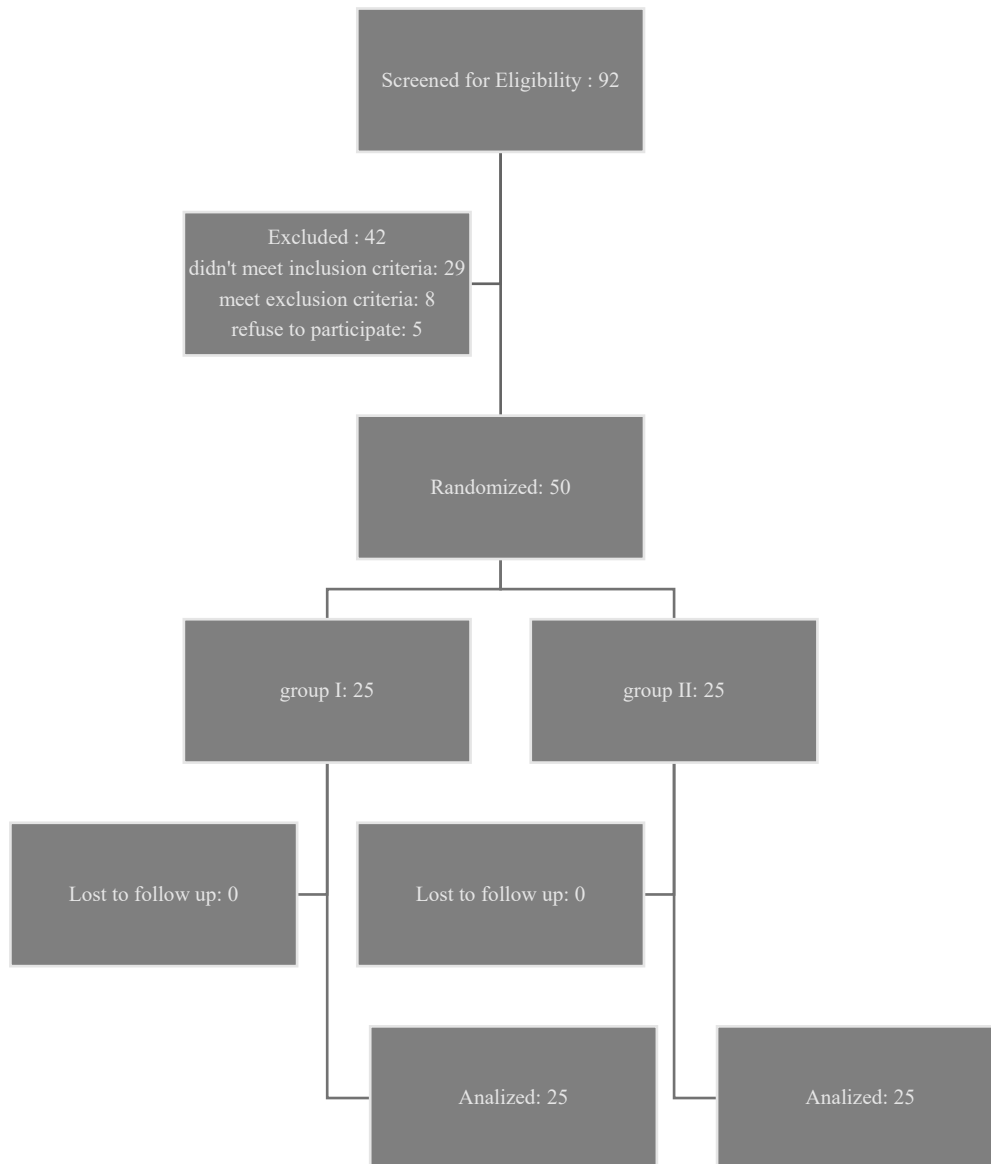 Screened for Eligibility : 92
Excluded : 42
didn't meet inclusion criteria: 29
meet exclusion criteria: 8
refuse to participate: 5
Randomized: 50
group I: 25
group II: 25
Lost to follow up: 0
Lost to follow up: 0
Analized: 25
Analized: 25